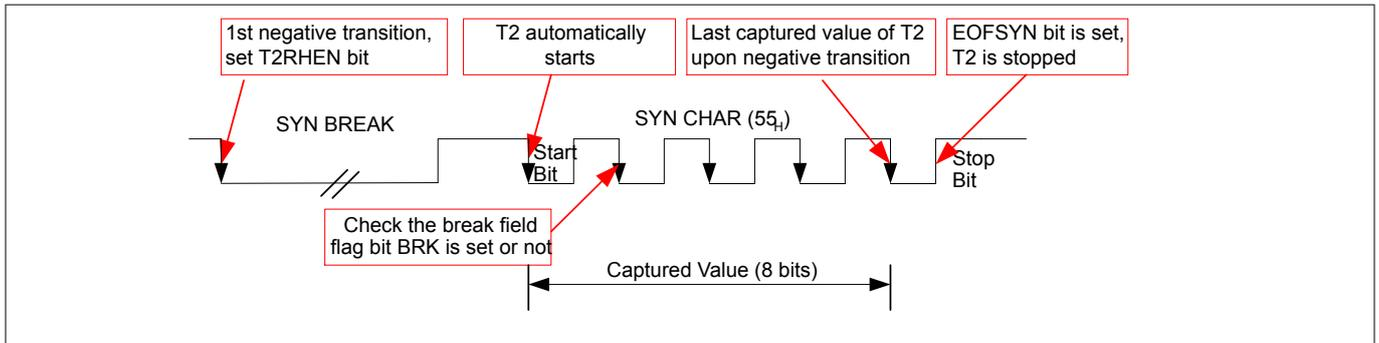 1st negative transition,
set T2RHEN bit
T2 automatically
starts
Last captured value of T2
upon negative transition
EOFSYN bit is set,
T2 is stopped
SYN BREAK
SYN CHAR (55H)
Start
Bit
Stop
Bit
Check the break field
flag bit BRK is set or not
Captured Value (8 bits)